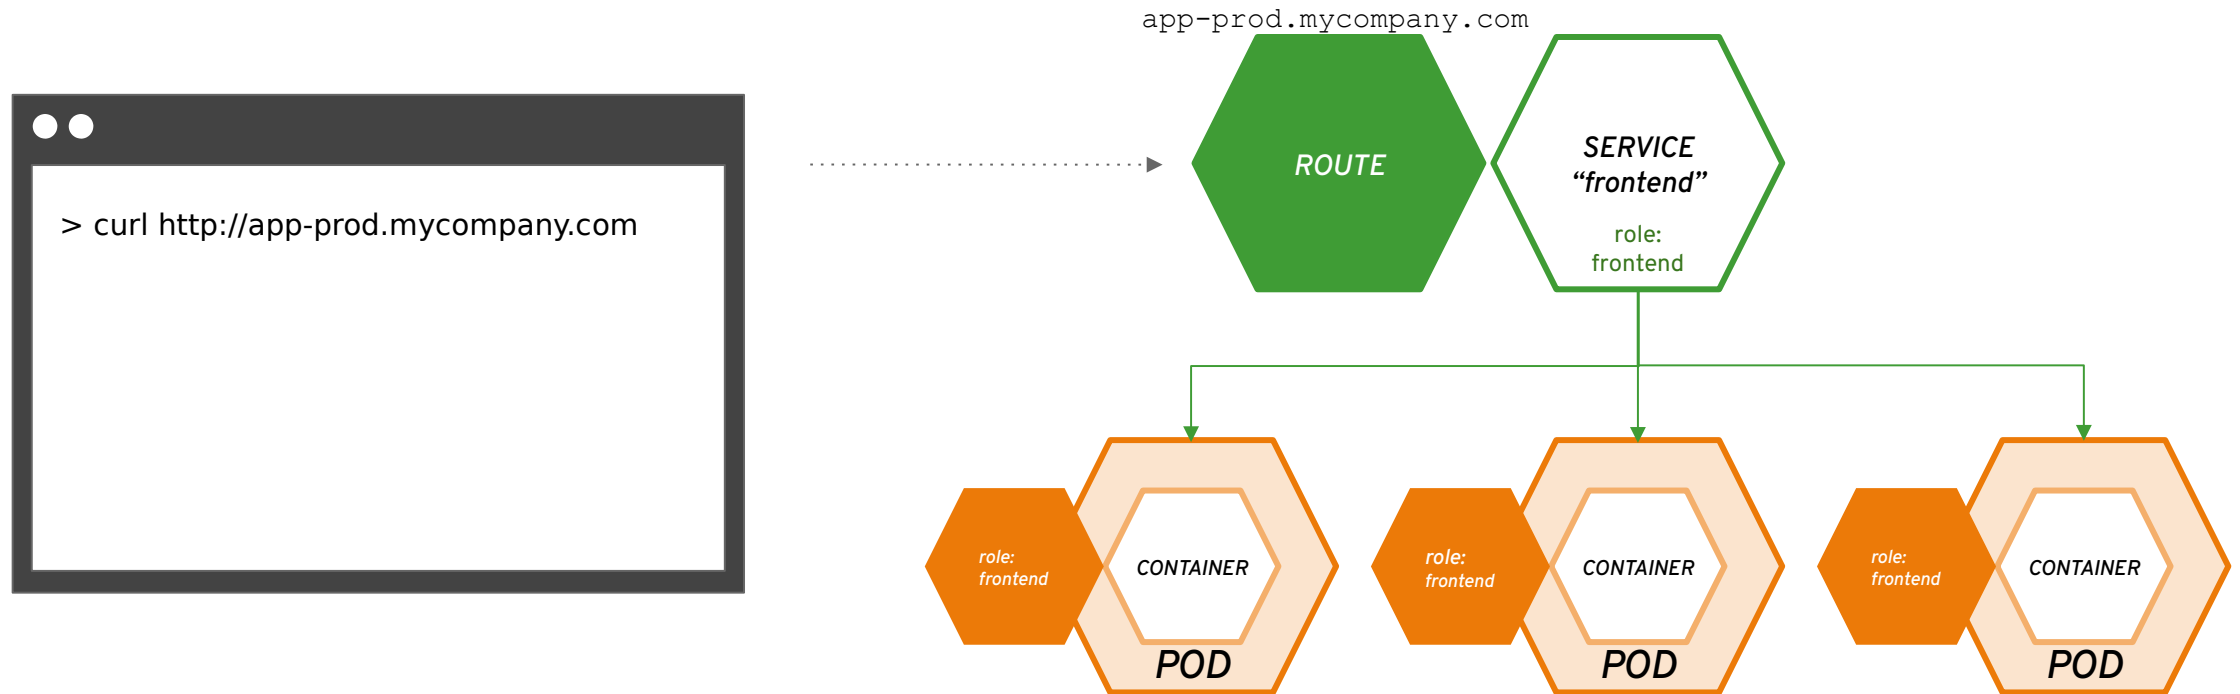 app-prod.mycompany.com
> curl http://app-prod.mycompany.com
ROUTE
SERVICE
“frontend”
role:
frontend
role:
frontend
CONTAINER
POD
role:
frontend
CONTAINER
POD
role:
frontend
CONTAINER
POD